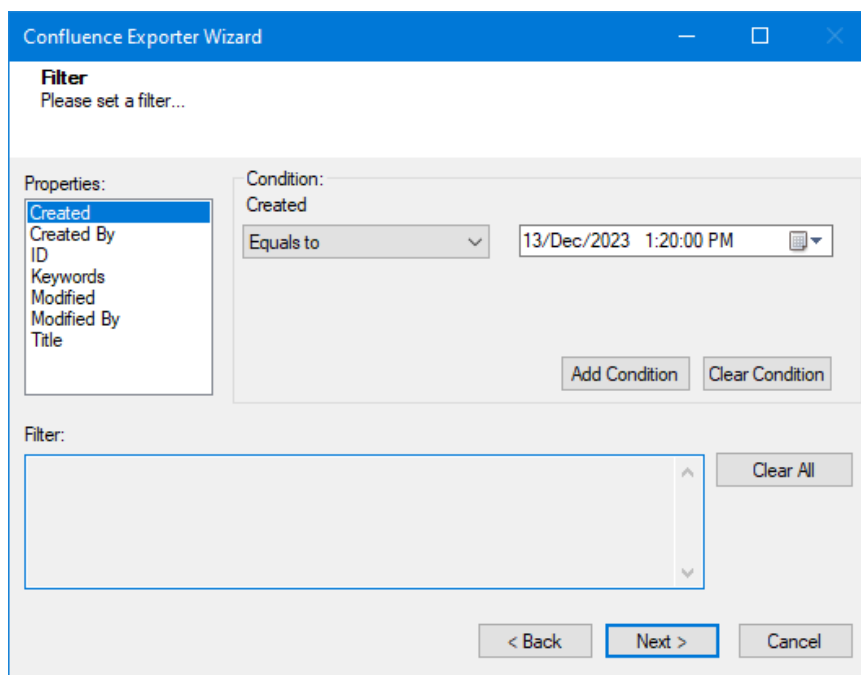 Confluence Exporter Wizard
Filter
Please set a filter...
Properties:
Created
Created By
ID
Keywords
Modified
Modified By
Title
Condition:
Created
Equals to
13/Dec/2023 1:20:00 PM
Add Condition
Clear Condition
Filter:
Clear All
< Back
Next >
Cancel